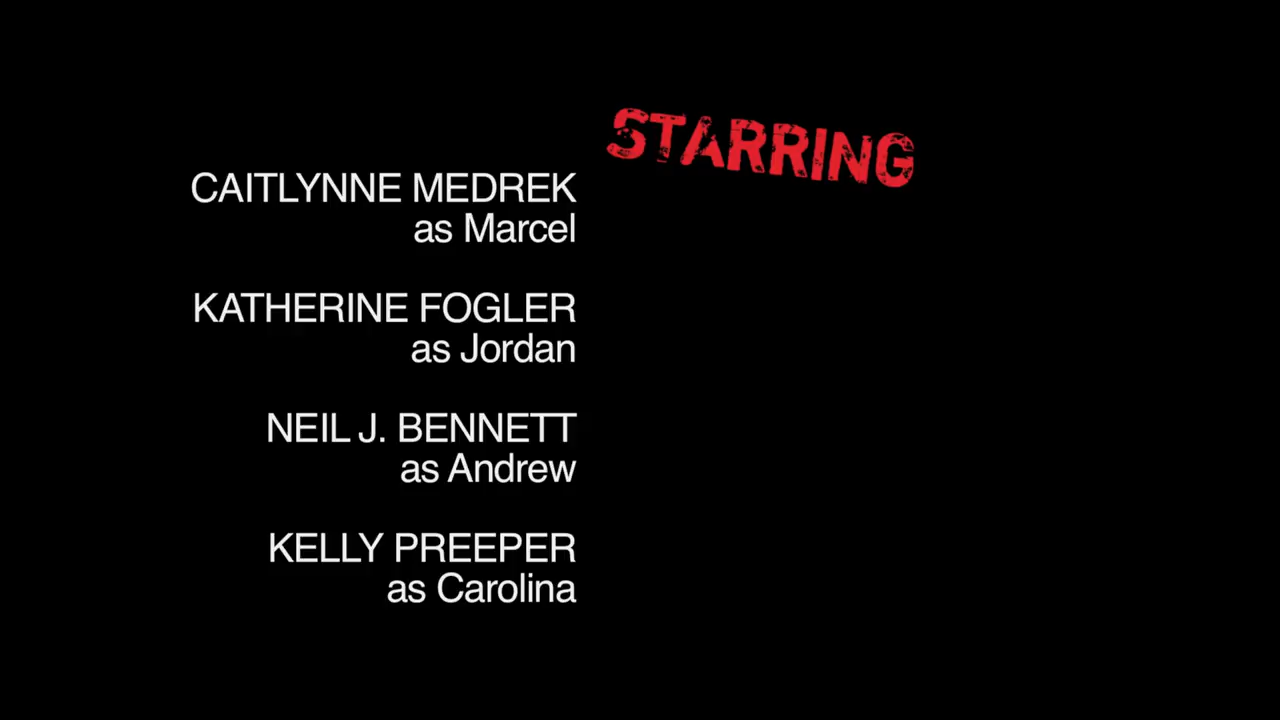 STARRING
CAITLYNNE MEDREK
as Marcel
KATHERINE FOGLER
as Jordan
NEIL J. BENNETT
as Andrew
KELLY PREEPER
as Carolina